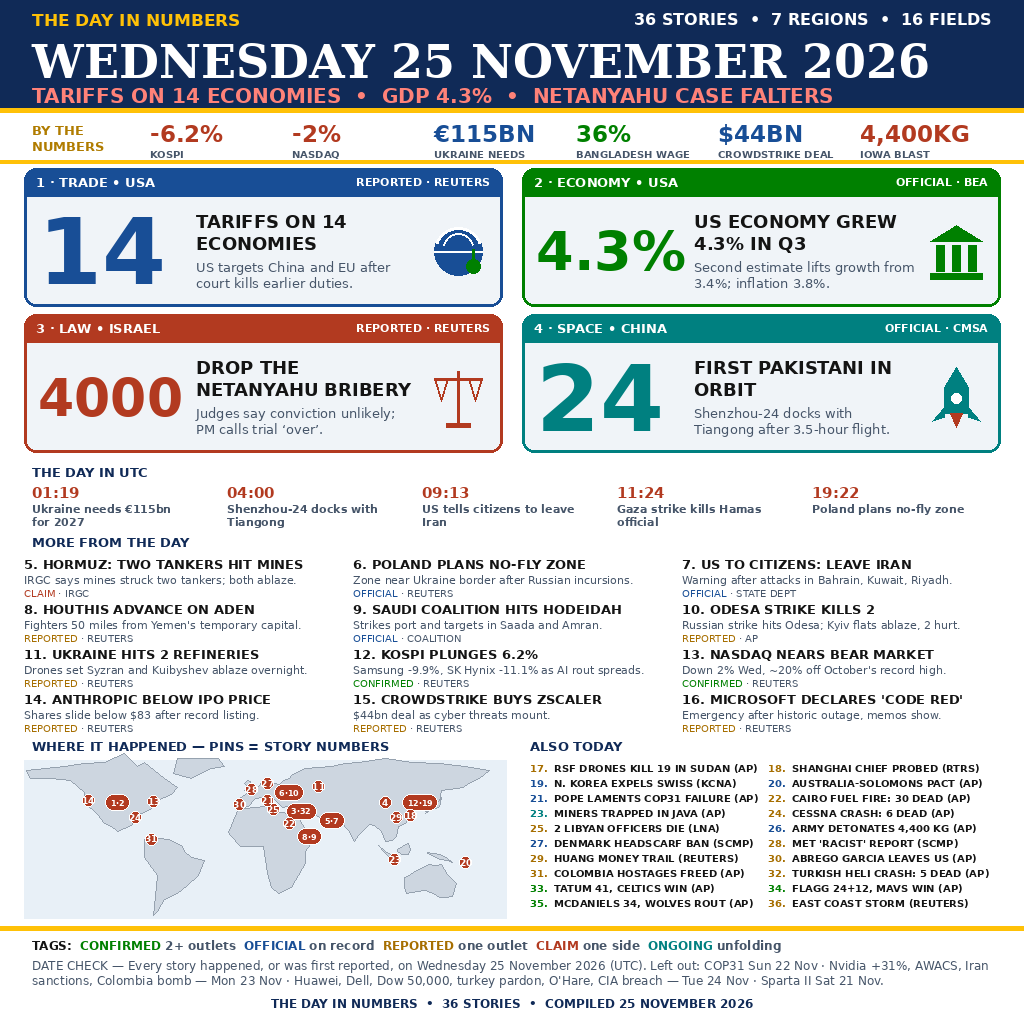 THE DAY IN NUMBERS
36 STORIES • 7 REGIONS • 16 FIELDS
WEDNESDAY 25 NOVEMBER 2026
TARIFFS ON 14 ECONOMIES • GDP 4.3% • NETANYAHU CASE FALTERS
BY THE NUMBERS
-6.2%
KOSPI
-2%
NASDAQ
€115BN
UKRAINE NEEDS
36%
BANGLADESH WAGE
$44BN
CROWDSTRIKE DEAL
4,400KG
IOWA BLAST
1 · TRADE • USA
REPORTED · REUTERS
14
TARIFFS ON 14
ECONOMIES
US targets China and EU after
court kills earlier duties.
2 · ECONOMY • USA
OFFICIAL · BEA
4.3%
US ECONOMY GREW
4.3% IN Q3
Second estimate lifts growth from
3.4%; inflation 3.8%.
3 · LAW • ISRAEL
REPORTED · REUTERS
4000
DROP THE
NETANYAHU BRIBERY
Judges say conviction unlikely;
PM calls trial ‘over’.
4 · SPACE • CHINA
OFFICIAL · CMSA
24
FIRST PAKISTANI IN
ORBIT
Shenzhou-24 docks with
Tiangong after 3.5-hour flight.
THE DAY IN UTC
01:19
Ukraine needs €115bn
for 2027
04:00
Shenzhou-24 docks with
Tiangong
09:13
US tells citizens to leave
Iran
11:24
Gaza strike kills Hamas
official
19:22
Poland plans no-fly zone
MORE FROM THE DAY
5. HORMUZ: TWO TANKERS HIT MINES
IRGC says mines struck two tankers; both ablaze.
CLAIM · IRGC
6. POLAND PLANS NO-FLY ZONE
Zone near Ukraine border after Russian incursions.
OFFICIAL · REUTERS
7. US TO CITIZENS: LEAVE IRAN
Warning after attacks in Bahrain, Kuwait, Riyadh.
OFFICIAL · STATE DEPT
8. HOUTHIS ADVANCE ON ADEN
Fighters 50 miles from Yemen's temporary capital.
REPORTED · REUTERS
9. SAUDI COALITION HITS HODEIDAH
Strikes port and targets in Saada and Amran.
OFFICIAL · COALITION
10. ODESA STRIKE KILLS 2
Russian strike hits Odesa; Kyiv flats ablaze, 2 hurt.
REPORTED · AP
11. UKRAINE HITS 2 REFINERIES
Drones set Syzran and Kuibyshev ablaze overnight.
REPORTED · REUTERS
12. KOSPI PLUNGES 6.2%
Samsung -9.9%, SK Hynix -11.1% as AI rout spreads.
CONFIRMED · REUTERS
13. NASDAQ NEARS BEAR MARKET
Down 2% Wed, ~20% off October's record high.
CONFIRMED · REUTERS
14. ANTHROPIC BELOW IPO PRICE
Shares slide below $83 after record listing.
REPORTED · REUTERS
15. CROWDSTRIKE BUYS ZSCALER
$44bn deal as cyber threats mount.
REPORTED · REUTERS
16. MICROSOFT DECLARES 'CODE RED'
Emergency after historic outage, memos show.
REPORTED · REUTERS
WHERE IT HAPPENED — PINS = STORY NUMBERS
14
1·2
13
24
31
30
27
6·10
11
25
3·32
22
5·7
8·9
4
12·19
29
18
23
20
ALSO TODAY
17. RSF DRONES KILL 19 IN SUDAN (AP)
18. SHANGHAI CHIEF PROBED (RTRS)
19. N. KOREA EXPELS SWISS (KCNA)
20. AUSTRALIA-SOLOMONS PACT (AP)
21. POPE LAMENTS COP31 FAILURE (AP)
22. CAIRO FUEL FIRE: 30 DEAD (AP)
23. MINERS TRAPPED IN JAVA (AP)
24. CESSNA CRASH: 6 DEAD (AP)
25. 2 LIBYAN OFFICERS DIE (LNA)
26. ARMY DETONATES 4,400 KG (AP)
27. DENMARK HEADSCARF BAN (SCMP)
28. MET 'RACIST' REPORT (SCMP)
29. HUANG MONEY TRAIL (REUTERS)
30. ABREGO GARCIA LEAVES US (AP)
31. COLOMBIA HOSTAGES FREED (AP)
32. TURKISH HELI CRASH: 5 DEAD (AP)
33. TATUM 41, CELTICS WIN (AP)
34. FLAGG 24+12, MAVS WIN (AP)
35. MCDANIELS 34, WOLVES ROUT (AP)
36. EAST COAST STORM (REUTERS)
TAGS: CONFIRMED 2+ outlets OFFICIAL on record REPORTED one outlet CLAIM one side ONGOING unfolding
DATE CHECK — Every story happened, or was first reported, on Wednesday 25 November 2026 (UTC). Left out: COP31 Sun 22 Nov · Nvidia +31%, AWACS, Iran
sanctions, Colombia bomb — Mon 23 Nov · Huawei, Dell, Dow 50,000, turkey pardon, O'Hare, CIA breach — Tue 24 Nov · Sparta II Sat 21 Nov.
THE DAY IN NUMBERS • 36 STORIES • COMPILED 25 NOVEMBER 2026